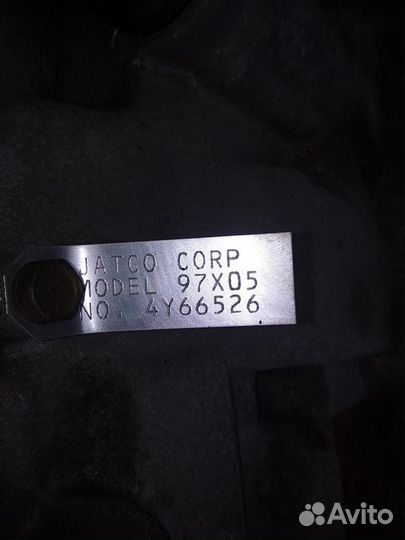 JATCO CORP
MODEL 97X05
NO. 4Y66526
Avito